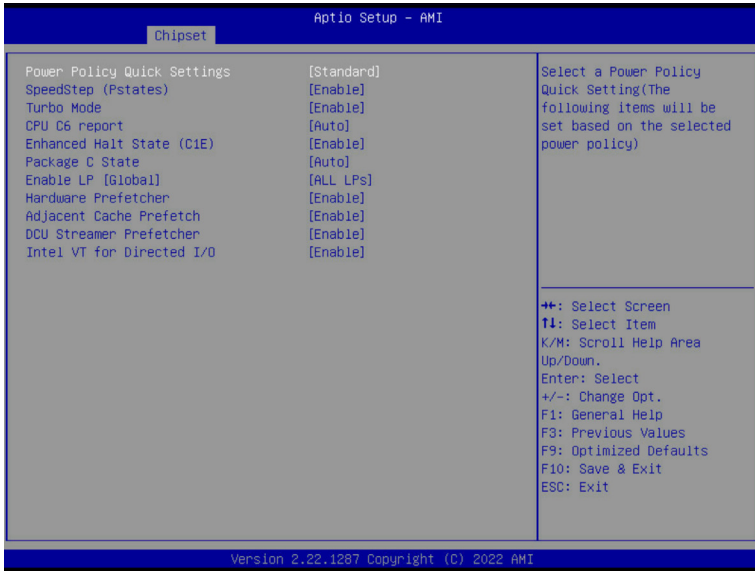 Aptio Setup – AMI
Chipset
Power Policy Quick Settings [Standard]
SpeedStep (Pstates) [Enable]
Turbo Mode [Enable]
CPU C6 report [Auto]
Enhanced Halt State (C1E) [Enable]
Package C State [Auto]
Enable LP [Global] [ALL LPs]
Hardware Prefetcher [Enable]
Adjacent Cache Prefetch [Enable]
DCU Streamer Prefetcher [Enable]
Intel VT for Directed I/O [Enable]
Select a Power Policy
Quick Setting(The
following items will be
set based on the selected
power policy)
→←: Select Screen
↑↓: Select Item
K/M: Scroll Help Area
Up/Down.
Enter: Select
+/-: Change Opt.
F1: General Help
F3: Previous Values
F9: Optimized Defaults
F10: Save & Exit
ESC: Exit
Version 2.22.1287 Copyright (C) 2022 AMI